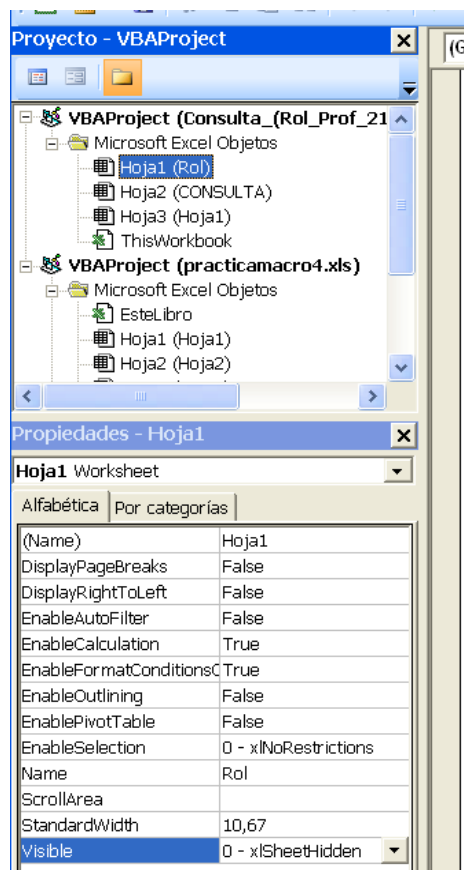 Proyecto - VBAProject
VBAProject (Consulta_(Rol_Prof_21
Microsoft Excel Objetos
Hoja1 (Rol)
Hoja2 (CONSULTA)
Hoja3 (Hoja1)
ThisWorkbook
VBAProject (practicamacro4.xls)
Microsoft Excel Objetos
EsteLibro
Hoja1 (Hoja1)
Hoja2 (Hoja2)
Propiedades - Hoja1
Hoja1 Worksheet
Alfabética Por categorías
(Name) Hoja1
DisplayPageBreaks False
DisplayRightToLeft False
EnableAutoFilter False
EnableCalculation True
EnableFormatConditionsC True
EnableOutlining False
EnablePivotTable False
EnableSelection 0 - xlNoRestrictions
Name Rol
ScrollArea
StandardWidth 10,67
Visible 0 - xlSheetHidden